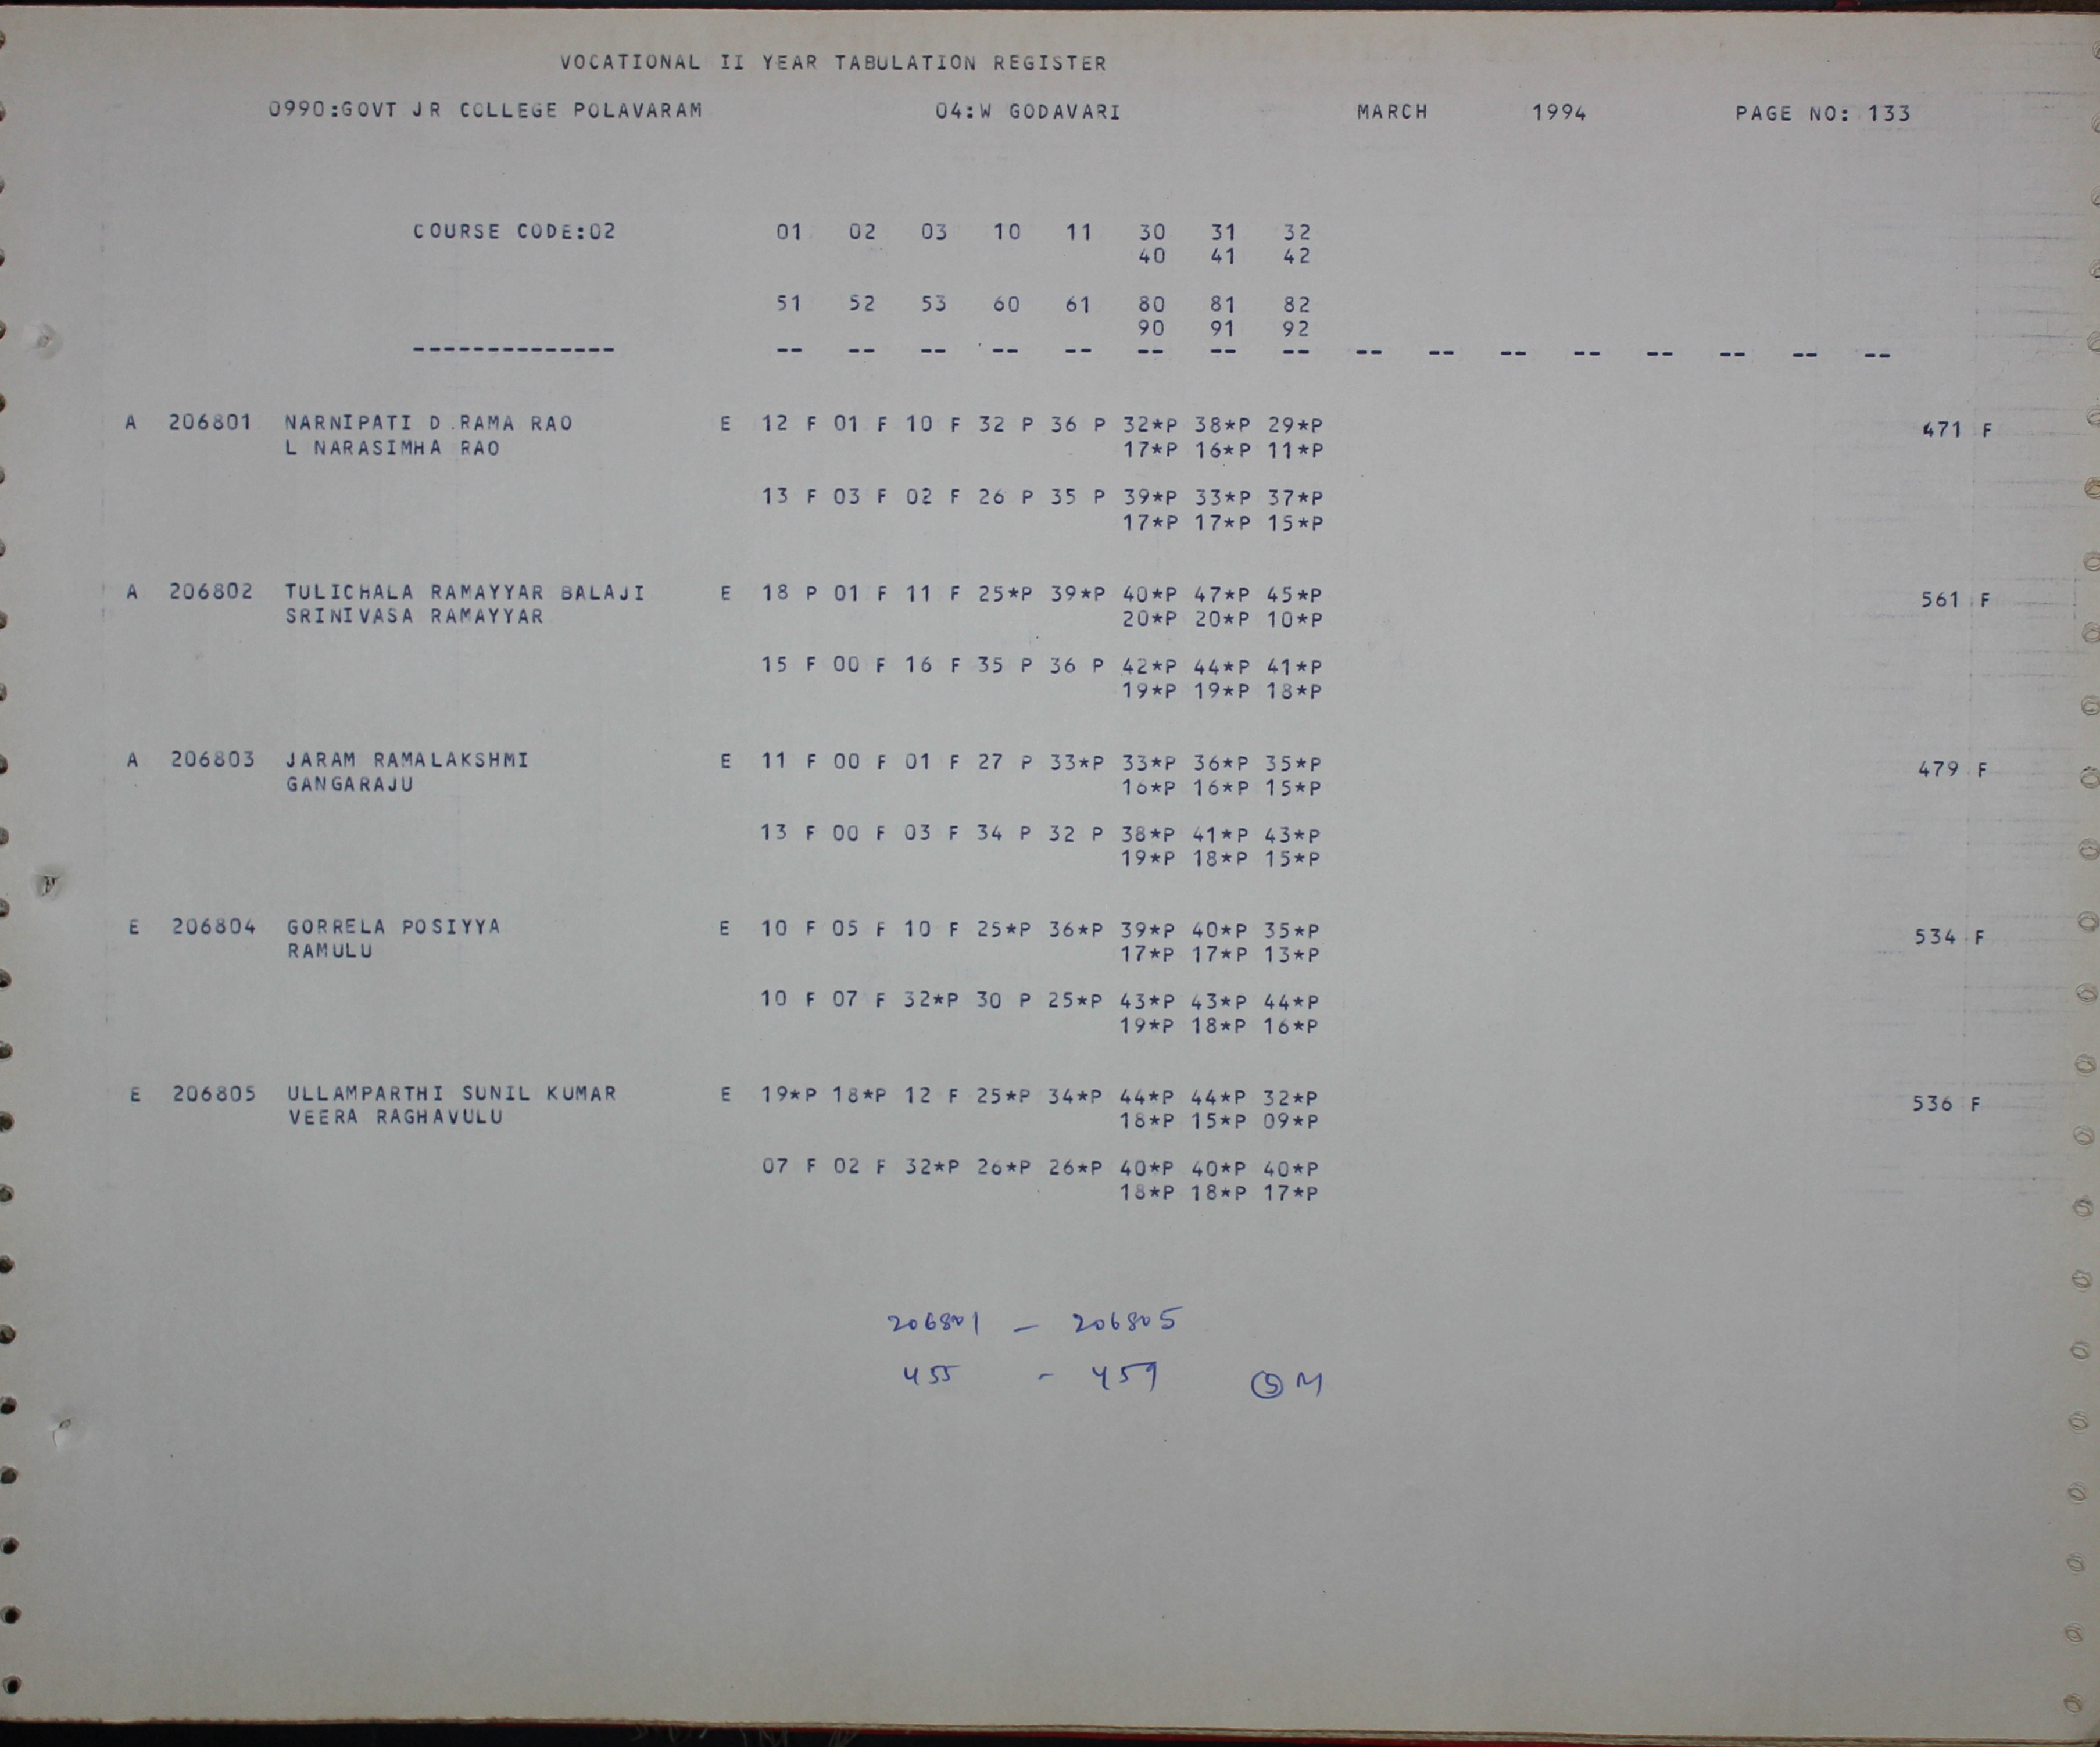 VOCATIONAL II YEAR TABULATION REGISTER
0990:GOVT JR COLLEGE POLAVARAM 04:W GODAVARI MARCH 1994 PAGE NO: 133
COURSE CODE:02 01 02 03 10 11 30 31 32
40 41 42
51 52 53 60 61 80 81 82
90 91 92
-------------- -- -- -- -- -- -- -- -- -- -- -- -- -- -- -- --
A 206801 NARNIPATI D RAMA RAO E 12 F 01 F 10 F 32 P 36 P 32*P 38*P 29*P 471 F
L NARASIMHA RAO 17*P 16*P 11*P
13 F 03 F 02 F 26 P 35 P 39*P 33*P 37*P
17*P 17*P 15*P
A 206802 TULICHALA RAMAYYAR BALAJI E 18 P 01 F 11 F 25*P 39*P 40*P 47*P 45*P 561 F
SRINIVASA RAMAYYAR 20*P 20*P 10*P
15 F 00 F 16 F 35 P 36 P 42*P 44*P 41*P
19*P 19*P 18*P
A 206803 JARAM RAMALAKSHMI E 11 F 00 F 01 F 27 P 33*P 33*P 36*P 35*P 479 F
GANGARAJU 16*P 16*P 15*P
13 F 00 F 03 F 34 P 32 P 38*P 41*P 43*P
19*P 18*P 15*P
E 206804 GORRELA POSIYYA E 10 F 05 F 10 F 25*P 36*P 39*P 40*P 35*P 534 F
RAMULU 17*P 17*P 13*P
10 F 07 F 32*P 30 P 25*P 43*P 43*P 44*P
19*P 18*P 16*P
E 206805 ULLAMPARTHI SUNIL KUMAR E 19*P 18*P 12 F 25*P 34*P 44*P 44*P 32*P 536 F
VEERA RAGHAVULU 18*P 15*P 09*P
07 F 02 F 32*P 26*P 26*P 40*P 40*P 40*P
18*P 18*P 17*P
206801 - 206805
455 - 459 5 M